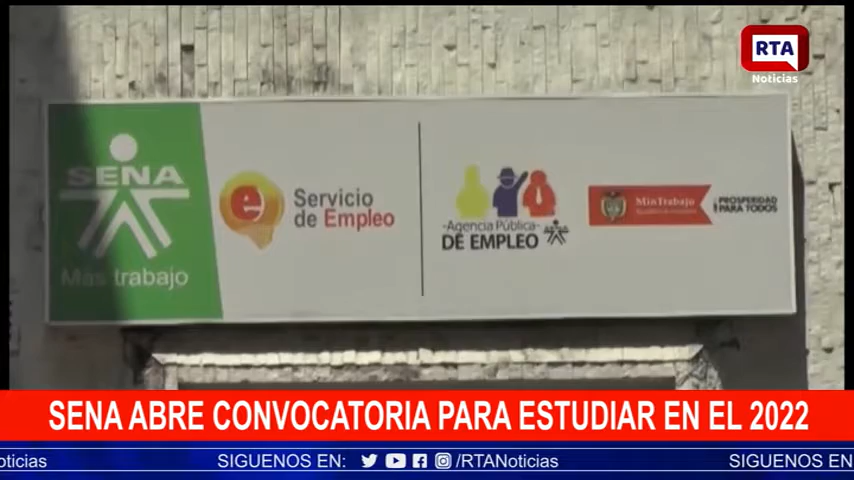 RTA
Noticias
SENA
Más trabajo
Servicio
de Empleo
-Agencia Pública-
DE EMPLEO
MinTrabajo
PROSPERIDAD
PARA TODOS
SENA ABRE CONVOCATORIA PARA ESTUDIAR EN EL 2022
oticias SIGUENOS EN: /RTANoticias SIGUENOS EN